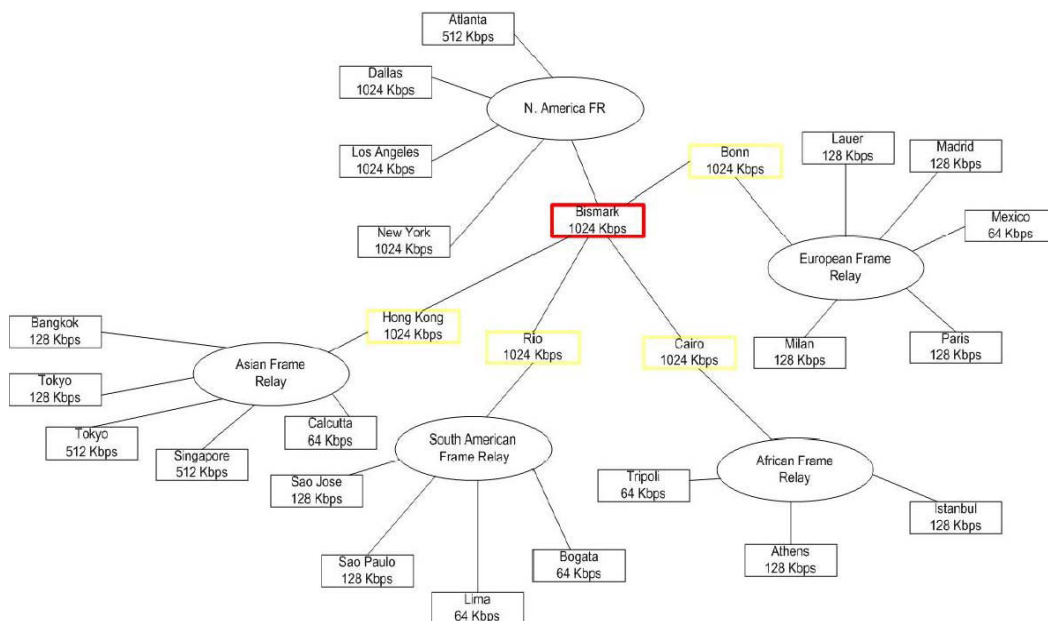 Atlanta
512 Kbps
Dallas
1024 Kbps
N. America FR
Los Angeles
1024 Kbps
New York
1024 Kbps
Bonn
1024 Kbps
Lauer
128 Kbps
Madrid
128 Kbps
Mexico
64 Kbps
Bismark
1024 Kbps
European Frame
Relay
Milan
128 Kbps
Paris
128 Kbps
Hong Kong
1024 Kbps
Rio
1024 Kbps
Cairo
1024 Kbps
Bangkok
128 Kbps
Asian Frame
Relay
Tokyo
128 Kbps
Tokyo
512 Kbps
Singapore
512 Kbps
Calcutta
64 Kbps
South American
Frame Relay
Sao Jose
128 Kbps
Sao Paulo
128 Kbps
Lima
64 Kbps
Bogata
64 Kbps
African Frame
Relay
Tripoli
64 Kbps
Athens
128 Kbps
Istanbul
128 Kbps